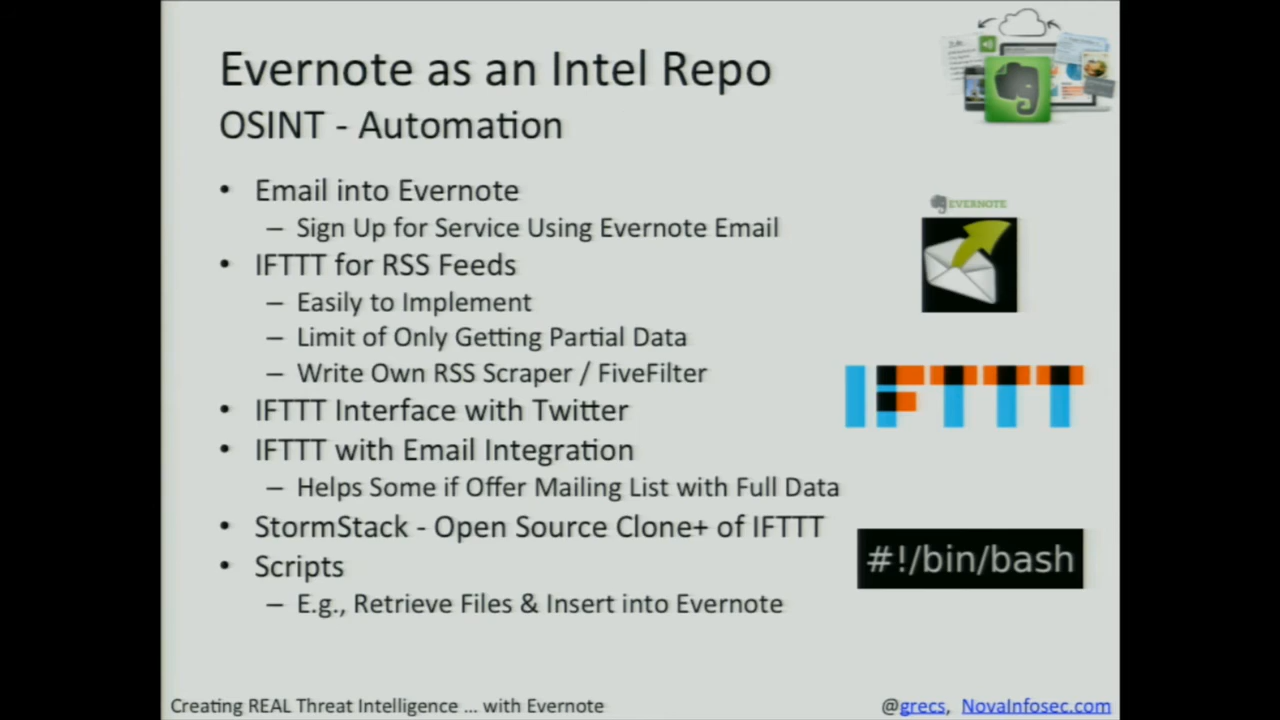 Evernote as an Intel Repo
OSINT - Automation
• Email into Evernote
– Sign Up for Service Using Evernote Email
• IFTTT for RSS Feeds
– Easily to Implement
– Limit of Only Getting Partial Data
– Write Own RSS Scraper / FiveFilter
• IFTTT Interface with Twitter
• IFTTT with Email Integration
– Helps Some if Offer Mailing List with Full Data
• StormStack - Open Source Clone+ of IFTTT
• Scripts
– E.g., Retrieve Files & Insert into Evernote
EVERNOTE
IFTTT
#!/bin/bash
Creating REAL Threat Intelligence ... with Evernote
@grecs, NovaInfosec.com